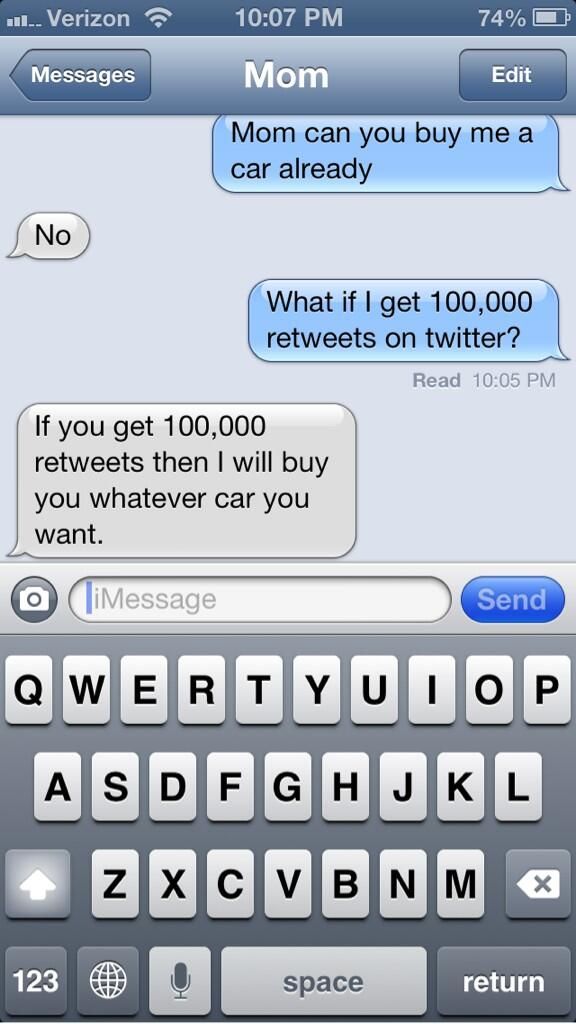 Verizon 10:07 PM 74%
Messages Mom Edit
Mom can you buy me a
car already
No
What if I get 100,000
retweets on twitter?
Read 10:05 PM
If you get 100,000
retweets then I will buy
you whatever car you
want.
iMessage Send
Q W E R T Y U I O P
A S D F G H J K L
Z X C V B N M
123 space return